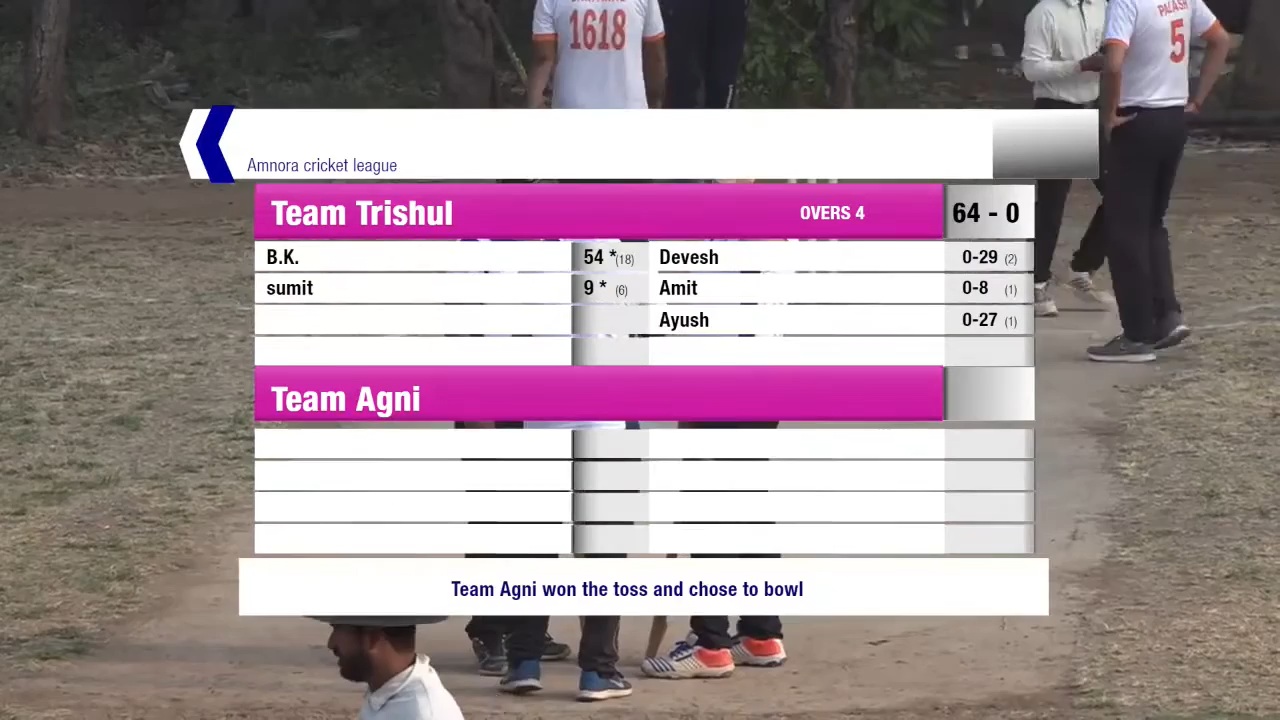 1618
PALASH
5
Amnora cricket league
Team Trishul OVERS 4 64 - 0
B.K. 54 * (18) Devesh 0-29 (2)
sumit 9 * (6) Amit 0-8 (1)
Ayush 0-27 (1)
Team Agni
Team Agni won the toss and chose to bowl